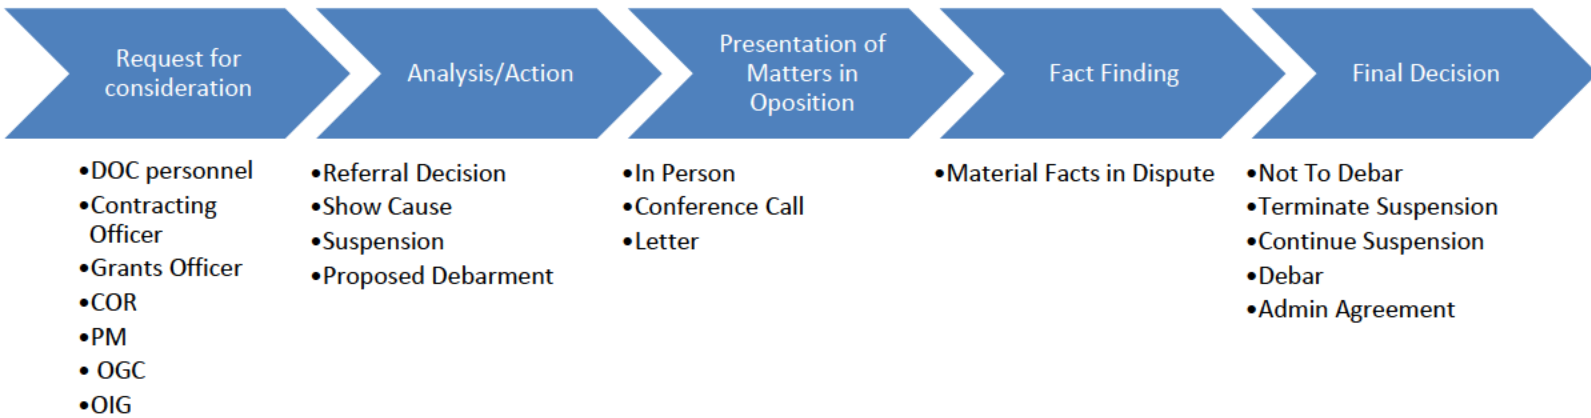 Request for
consideration
•DOC personnel
•Contracting
Officer
•Grants Officer
•COR
•PM
• OGC
•OIG
Analysis/Action
•Referral Decision
•Show Cause
•Suspension
•Proposed Debarment
Presentation of
Matters in
Oposition
•In Person
•Conference Call
•Letter
Fact Finding
•Material Facts in Dispute
Final Decision
•Not To Debar
•Terminate Suspension
•Continue Suspension
•Debar
•Admin Agreement